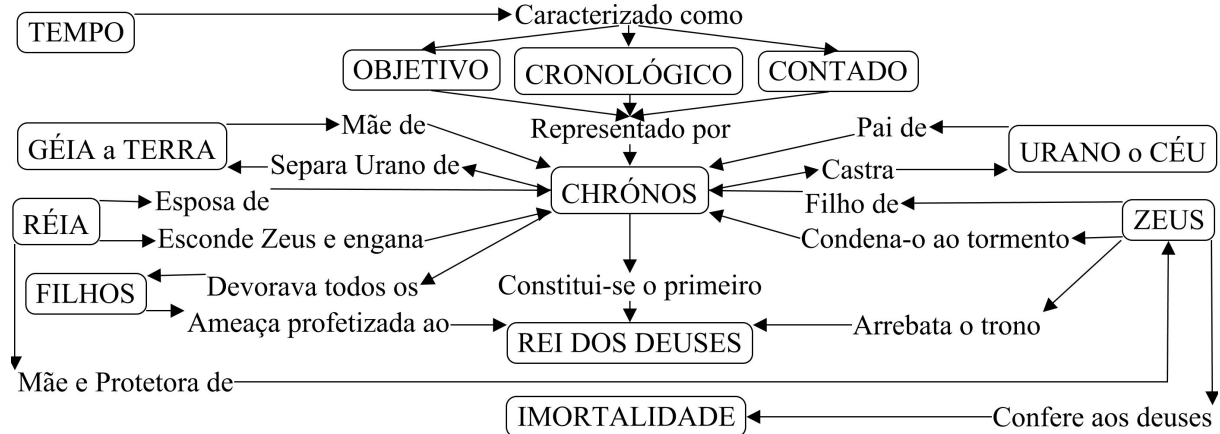 TEMPO
Caracterizado como
OBJETIVO
CRONOLÓGICO
CONTADO
Representado por
GÉIA a TERRA
Mãe de
Separa Urano de
Pai de
URANO o CÉU
Castra
CHRÓNOS
RÉIA
Esposa de
Esconde Zeus e engana
Filho de
ZEUS
Condena-o ao tormento
FILHOS
Devorava todos os
Ameaça profetizada ao
Constitui-se o primeiro
REI DOS DEUSES
Arrebata o trono
Mãe e Protetora de
IMORTALIDADE
Confere aos deuses